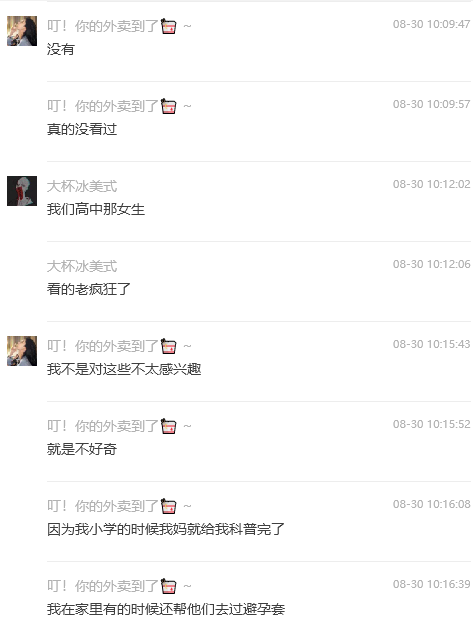 叮！你的外卖到了 ~ 08-30 10:09:47
没有
叮！你的外卖到了 ~ 08-30 10:09:57
真的没看过
大杯冰美式 08-30 10:12:02
我们高中那女生
大杯冰美式 08-30 10:12:06
看的老疯狂了
叮！你的外卖到了 ~ 08-30 10:15:43
我不是对这些不太感兴趣
叮！你的外卖到了 ~ 08-30 10:15:52
就是不好奇
叮！你的外卖到了 ~ 08-30 10:16:08
因为我小学的时候我妈就给我科普完了
叮！你的外卖到了 ~ 08-30 10:16:39
我在家里有的时候还帮他们去过避孕套